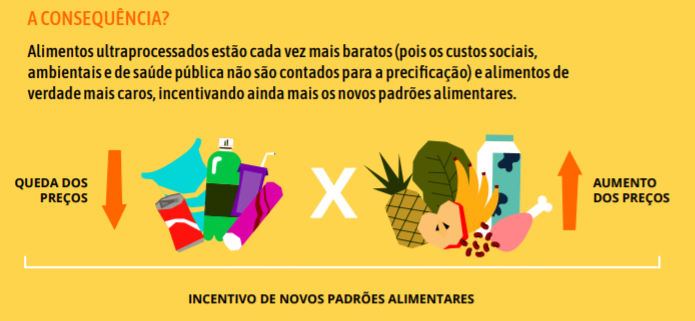 A CONSEQUÊNCIA?
Alimentos ultraprocessados estão cada vez mais baratos (pois os custos sociais,
ambientais e de saúde pública não são contados para a precificação) e alimentos de
verdade mais caros, incentivando ainda mais os novos padrões alimentares.
QUEDA DOS
PREÇOS
X
AUMENTO
DOS PREÇOS
INCENTIVO DE NOVOS PADRÕES ALIMENTARES